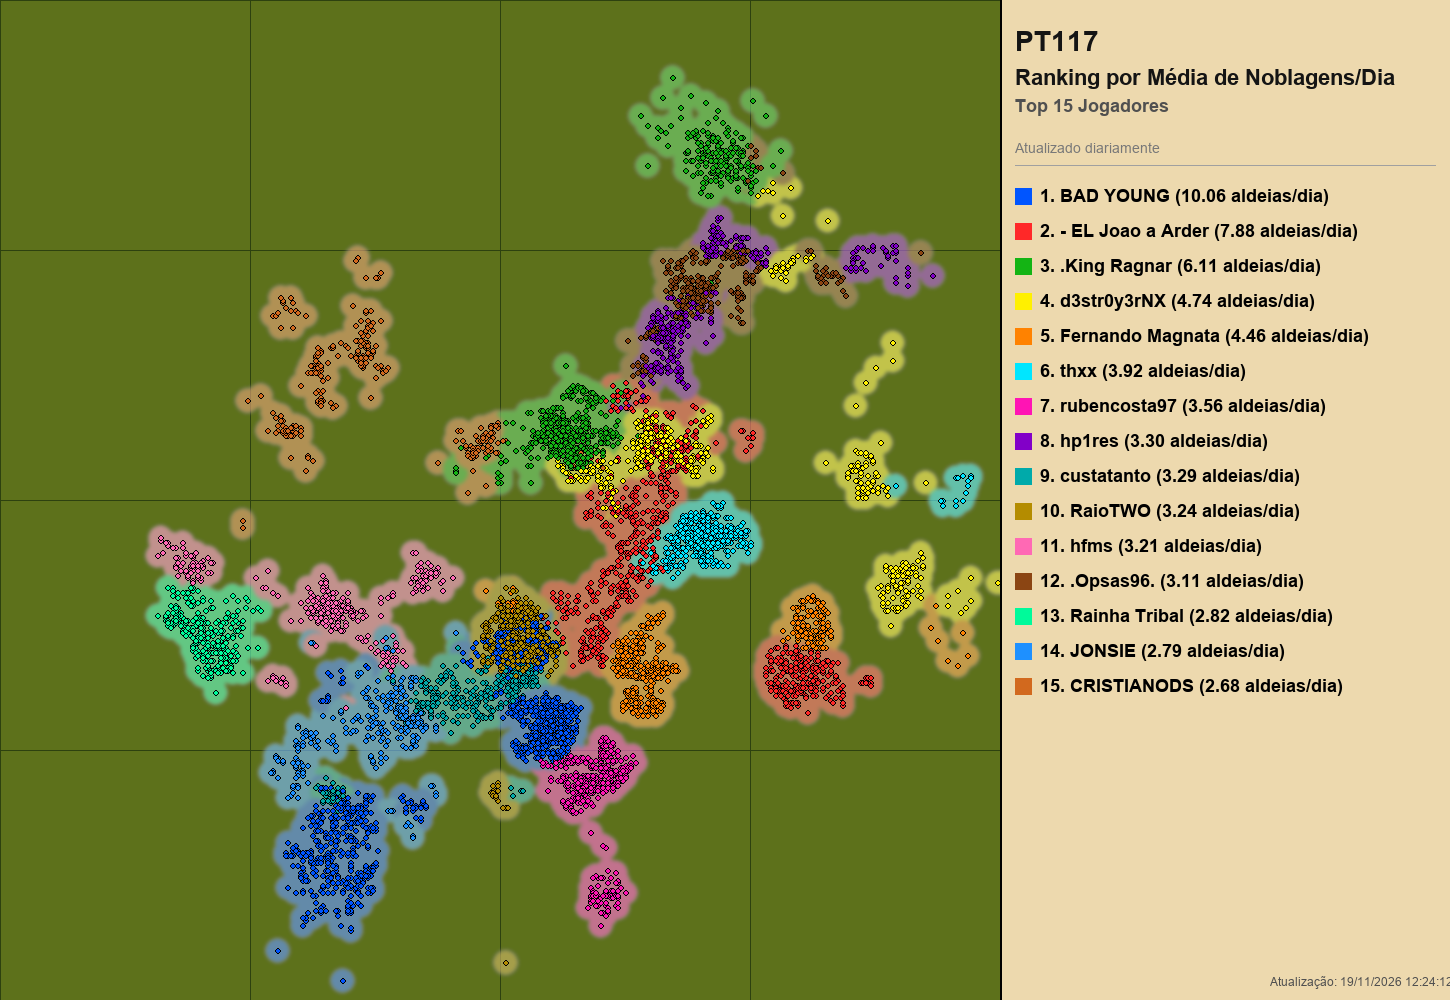 PT117
Ranking por Média de Noblagens/Dia
Top 15 Jogadores
Atualizado diariamente
1. BAD YOUNG (10.06 aldeias/dia)
2. - EL Joao a Arder (7.88 aldeias/dia)
3. .King Ragnar (6.11 aldeias/dia)
4. d3str0y3rNX (4.74 aldeias/dia)
5. Fernando Magnata (4.46 aldeias/dia)
6. thxx (3.92 aldeias/dia)
7. rubencosta97 (3.56 aldeias/dia)
8. hp1res (3.30 aldeias/dia)
9. custatanto (3.29 aldeias/dia)
10. RaioTWO (3.24 aldeias/dia)
11. hfms (3.21 aldeias/dia)
12. .Opsas96. (3.11 aldeias/dia)
13. Rainha Tribal (2.82 aldeias/dia)
14. JONSIE (2.79 aldeias/dia)
15. CRISTIANODS (2.68 aldeias/dia)
Atualização: 19/11/2026 12:24:12